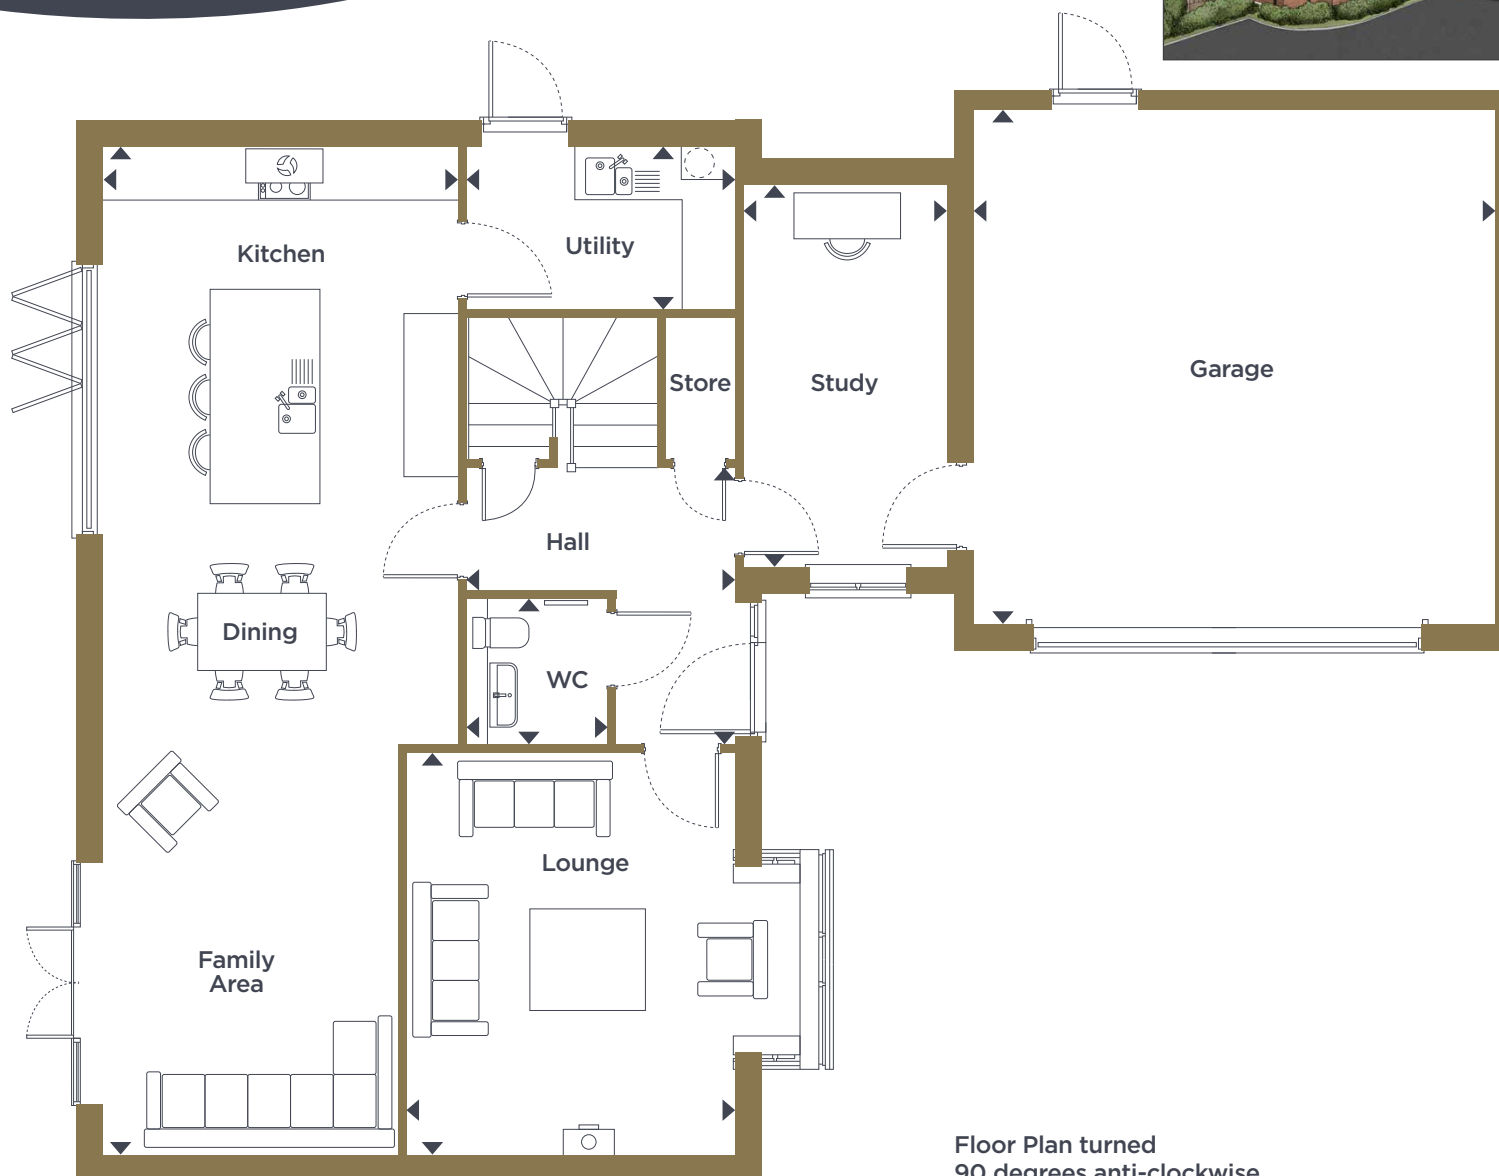 Kitchen
Utility
Store
Study
Garage
Hall
Dining
WC
Lounge
Family
Area
Floor Plan turned
90 degrees anti-clockwise